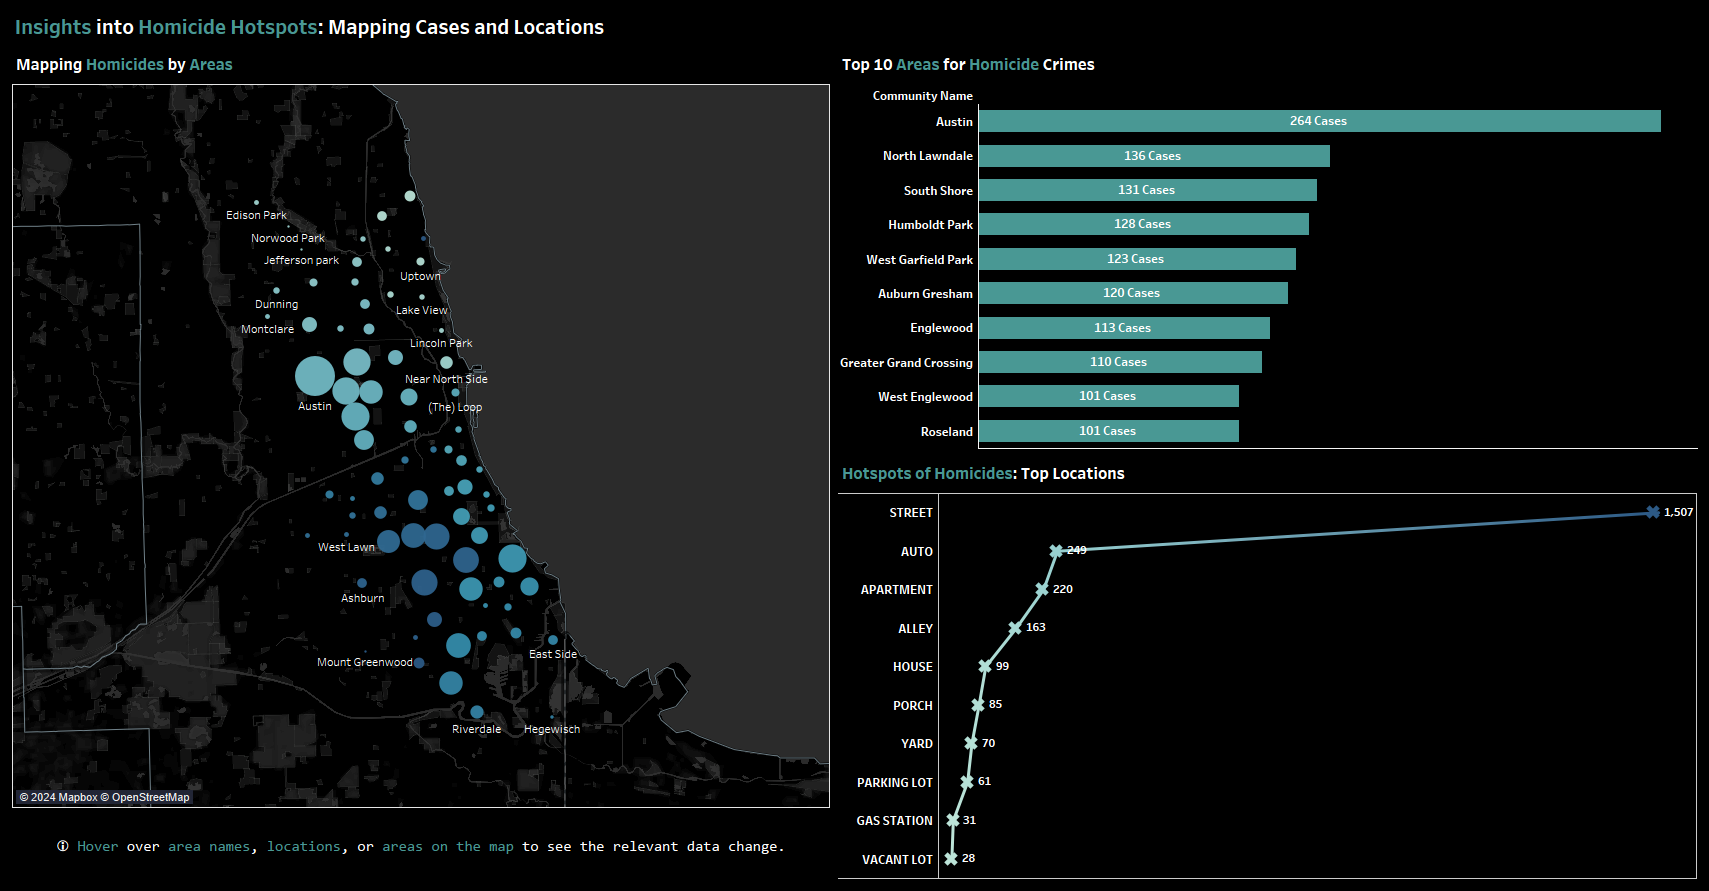 Insights into Homicide Hotspots: Mapping Cases and Locations
Mapping Homicides by Areas
Edison Park
Norwood Park
Jefferson park
Uptown
Dunning
Lake View
Montclare
Lincoln Park
Near North Side
Austin
(The) Loop
West Lawn
Ashburn
East Side
Mount Greenwood
Riverdale
Hegewisch
© 2024 Mapbox © OpenStreetMap
Hover over area names, locations, or areas on the map to see the relevant data change.
Top 10 Areas for Homicide Crimes
Community Name
Austin 264 Cases
North Lawndale 136 Cases
South Shore 131 Cases
Humboldt Park 128 Cases
West Garfield Park 123 Cases
Auburn Gresham 120 Cases
Englewood 113 Cases
Greater Grand Crossing 110 Cases
West Englewood 101 Cases
Roseland 101 Cases
Hotspots of Homicides: Top Locations
STREET 1,507
AUTO 249
APARTMENT 220
ALLEY 163
HOUSE 99
PORCH 85
YARD 70
PARKING LOT 61
GAS STATION 31
VACANT LOT 28